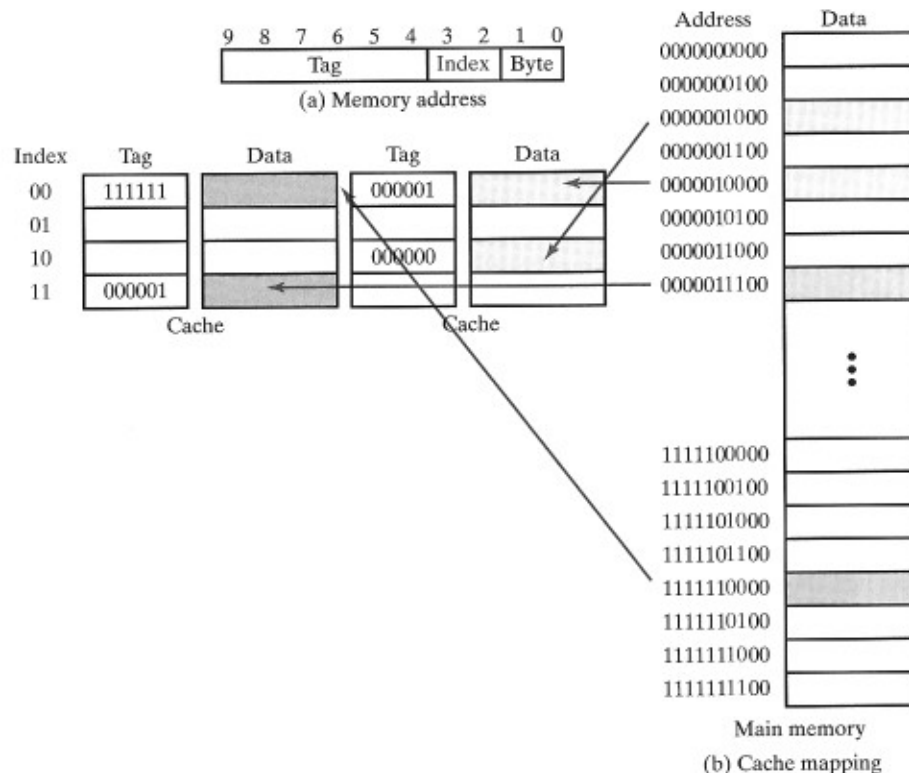 9 8 7 6 5 4 3 2 1 0
Tag Index Byte
(a) Memory address
Index Tag Data Tag Data
00 111111 000001
01
10 000000
11 000001
Cache Cache
Address Data
0000000000
0000000100
0000001000
0000001100
0000010000
0000010100
0000011000
0000011100
1111100000
1111100100
1111101000
1111101100
1111110000
1111110100
1111111000
1111111100
Main memory
(b) Cache mapping